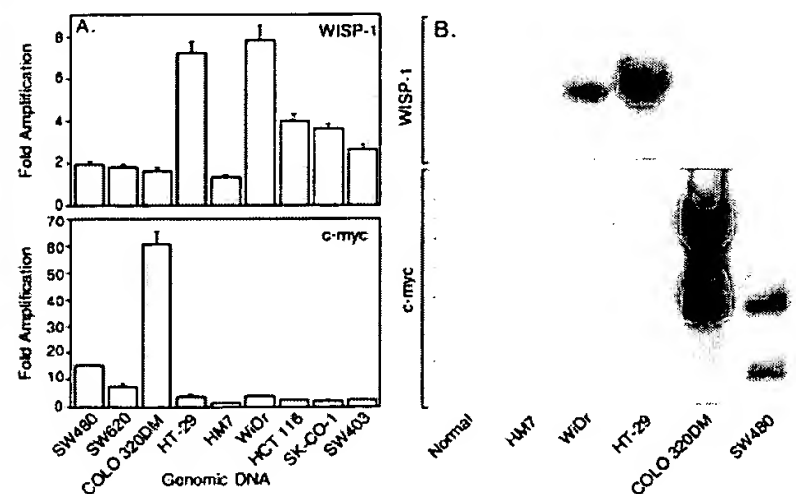 A.
WISP-1
Fold Amplification
8
6
4
2
0
c-myc
Fold Amplification
70
60
50
40
30
20
10
0
SW480
SW620
COLO 320DM
HT-29
HM7
WiDr
HCT 116
SK-CO-1
SW403
Genomic DNA
B.
WISP-1
c-myc
Normal
HM7
WiDr
HT-29
COLO 320DM
SW480